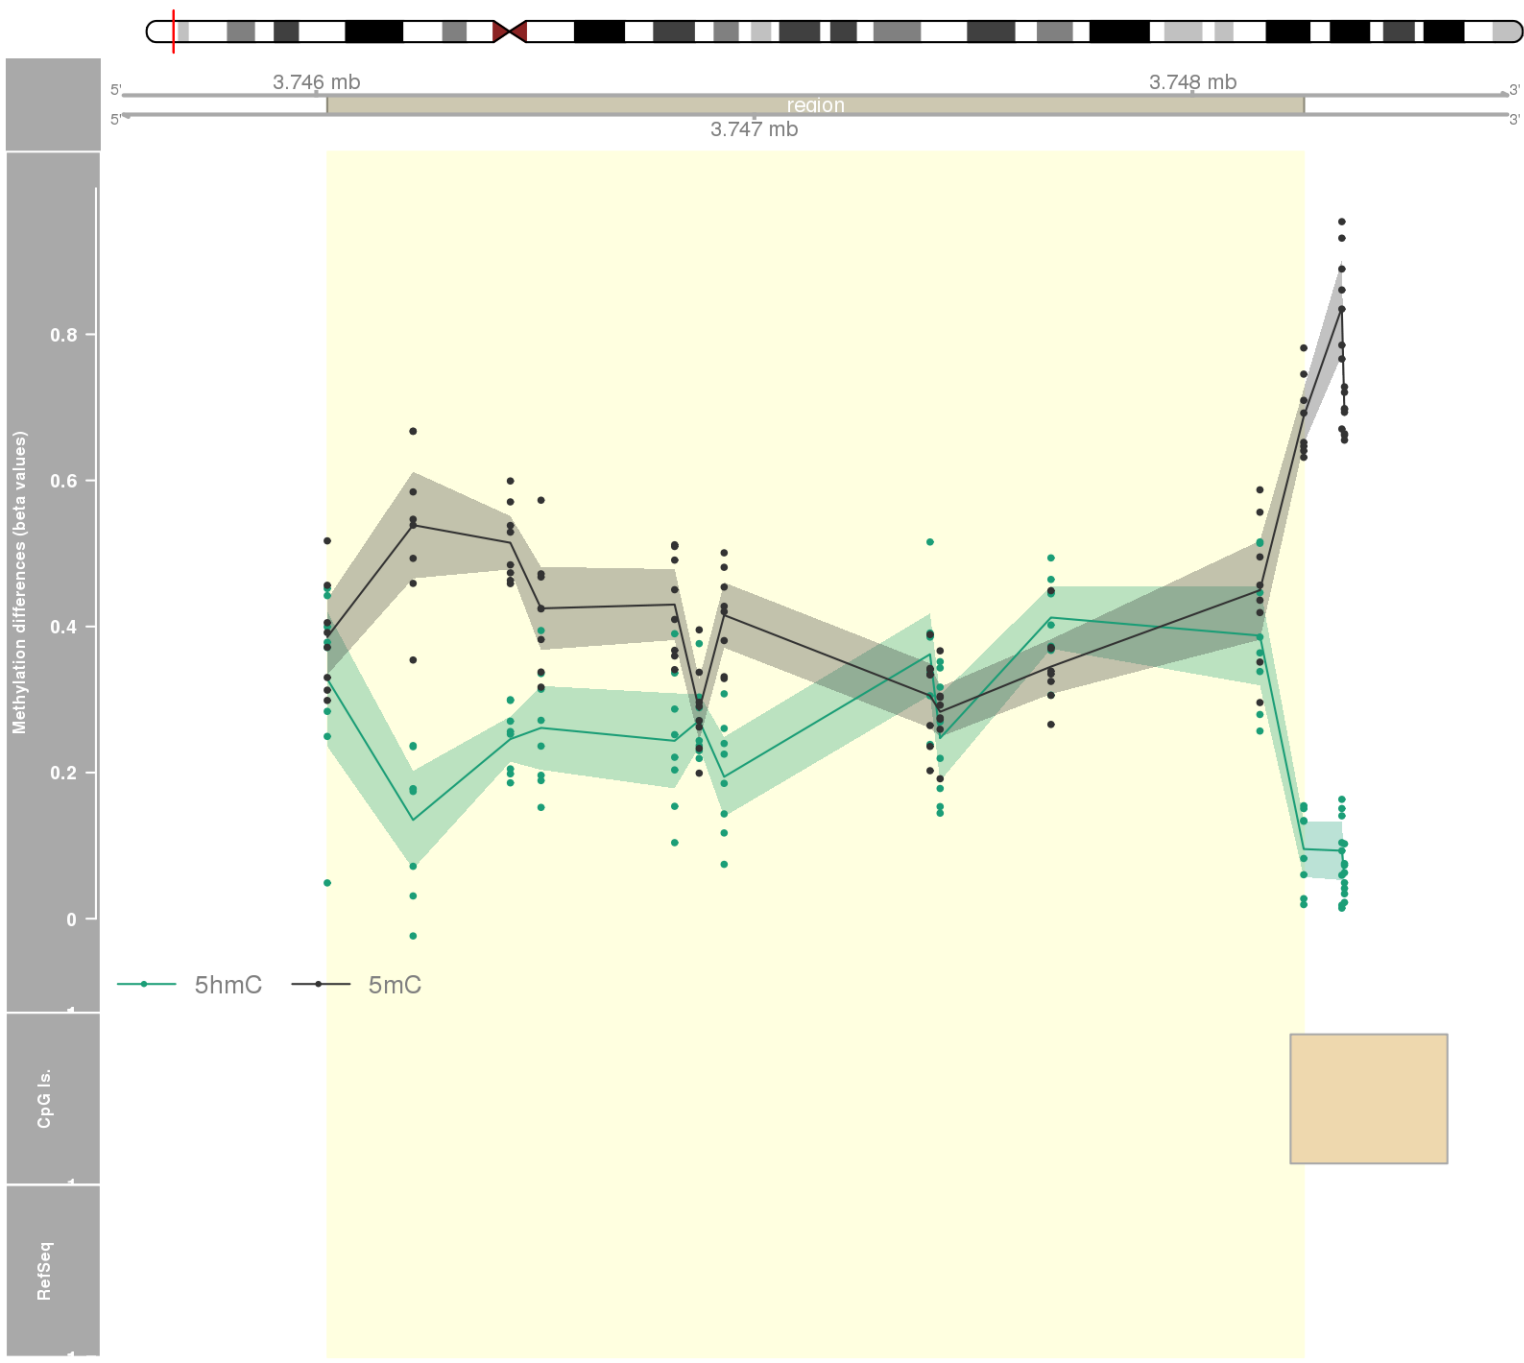 3.746 mb
3.748 mb
5'
3'
region
5'
3'
3.747 mb
Methylation differences (beta values)
0.8
0.6
0.4
0.2
0
5hmC
5mC
CpG Is.
RefSeq